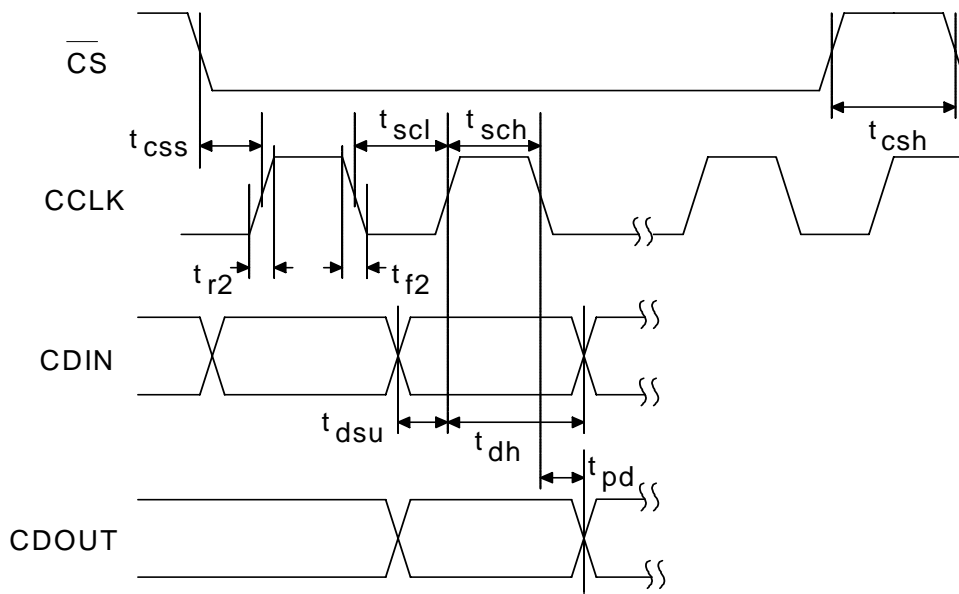 CS
t css
t scl
t sch
t csh
CCLK
t r2
t f2
CDIN
t dsu
t dh
t pd
CDOUT